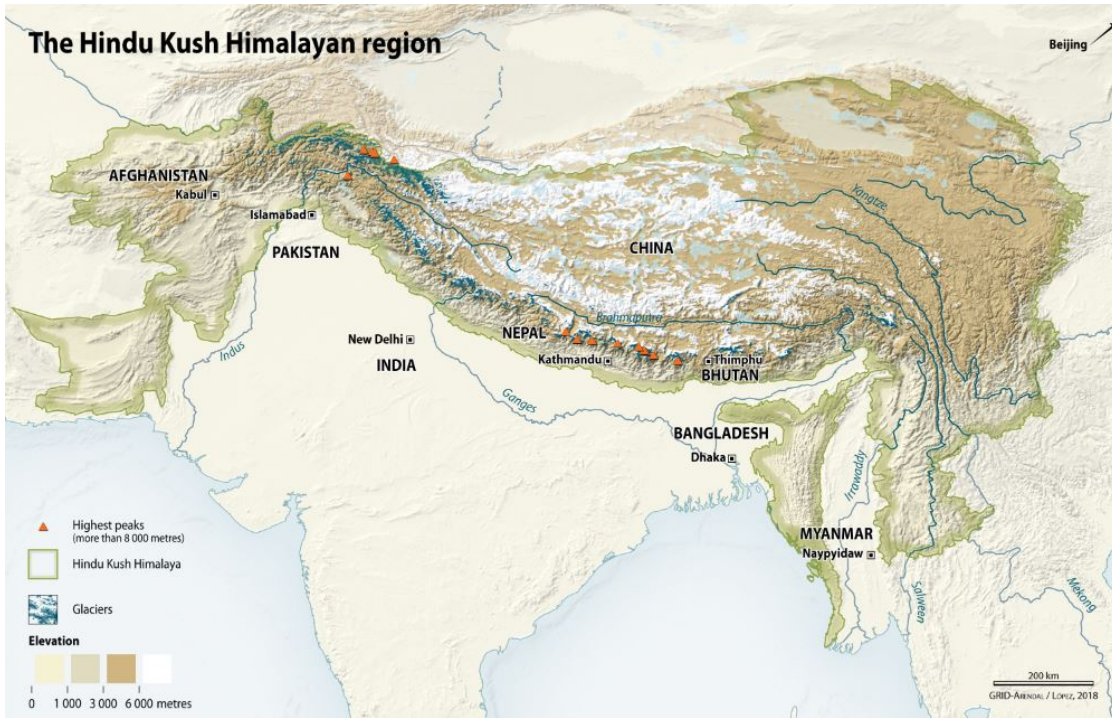 The Hindu Kush Himalayan region
Beijing
AFGHANISTAN
Kabul
Islamabad
PAKISTAN
Yangtze
CHINA
Indus
New Delhi
INDIA
NEPAL
Brahmaputra
Kathmandu
Thimphu
BHUTAN
Ganges
BANGLADESH
Dhaka
Irrawaddy
MYANMAR
Naypyidaw
Salween
Mekong
Highest peaks
(more than 8 000 metres)
Hindu Kush Himalaya
Glaciers
Elevation
0 1 000 3 000 6 000 metres
200 km
GRID-Arendal / Lopez, 2018